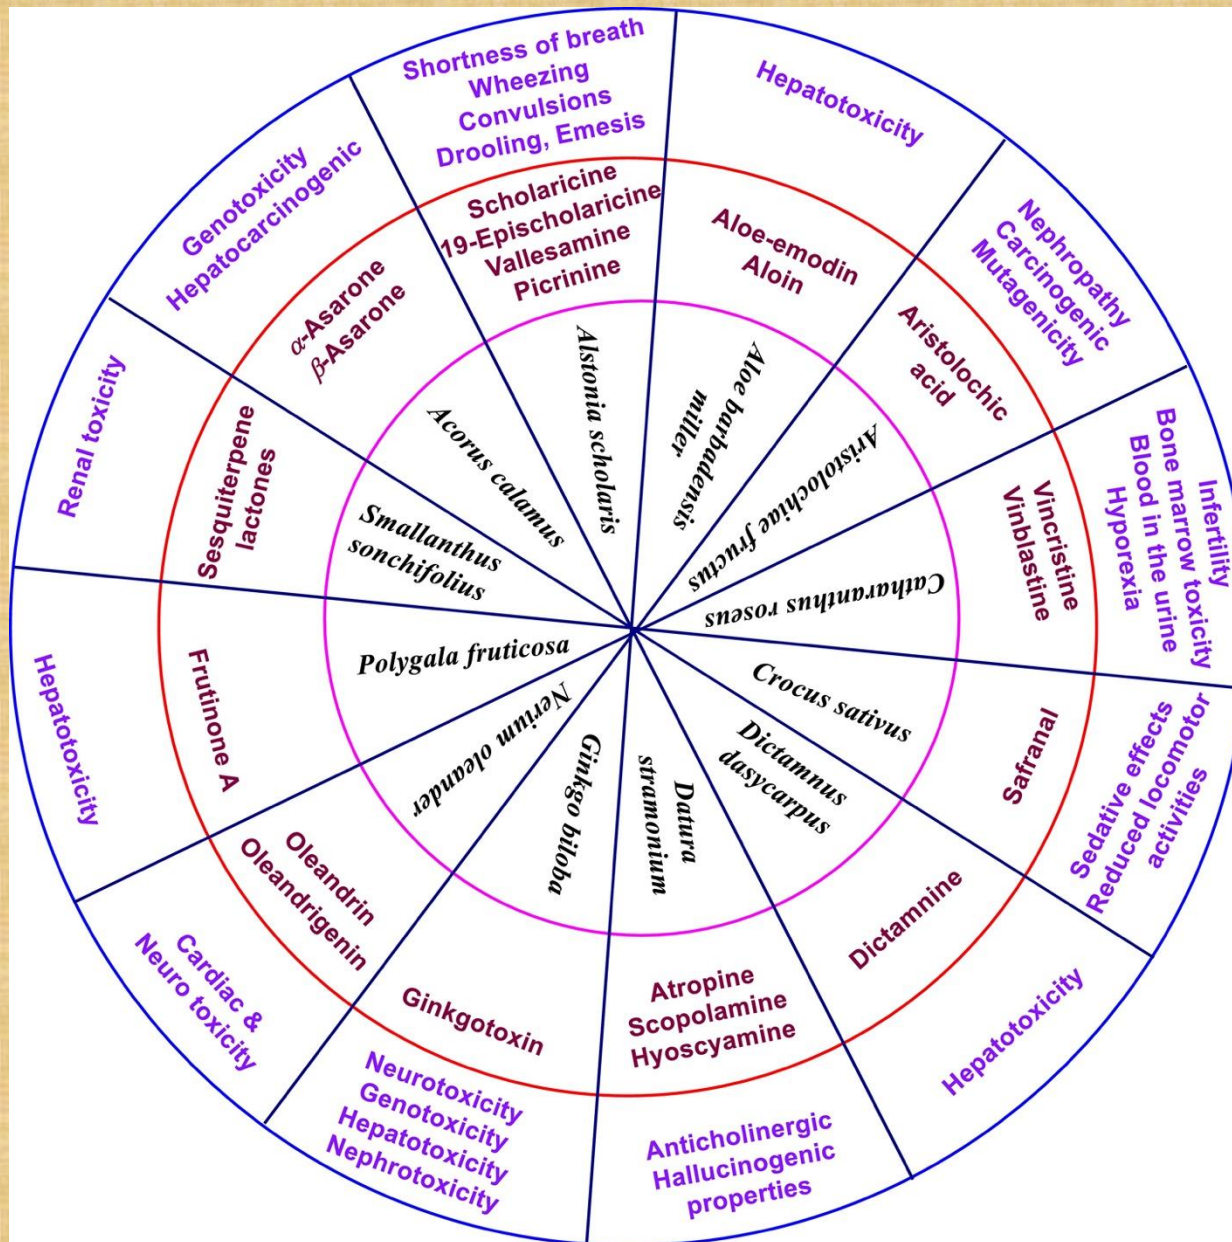 Shortness of breath
Wheezing
Convulsions
Drooling, Emesis
Scholaricine
19-Epischolaricine
Vallesamine
Picrinine
Alstonia scholaris
Hepatotoxicity
Aloe-emodin
Aloin
Aloe barbadensis
miller
Nephropathy
Carcinogenic
Mutagenicity
Aristolochic
acid
Aristolochiae fructus
Infertility
Bone marrow toxicity
Blood in the urine
Hyporexia
Vincristine
Vinblastine
Catharanthus roseus
Sedative effects
Reduced locomotor
activities
Safranal
Crocus sativus
Hepatotoxicity
Dictamnine
Dictamnus
dasycarpus
Anticholinergic
Hallucinogenic
properties
Atropine
Scopolamine
Hyoscyamine
Datura
stramonium
Neurotoxicity
Genotoxicity
Hepatotoxicity
Nephrotoxicity
Ginkgotoxin
Ginkgo biloba
Cardiac &
Neuro toxicity
Oleandrin
Oleandrigenin
Nerium oleander
Hepatotoxicity
Frutinone A
Polygala fruticosa
Renal toxicity
Sesquiterpene
lactones
Smallanthus
sonchifolius
Genotoxicity
Hepatocarcinogenic
α-Asarone
β-Asarone
Acorus calamus